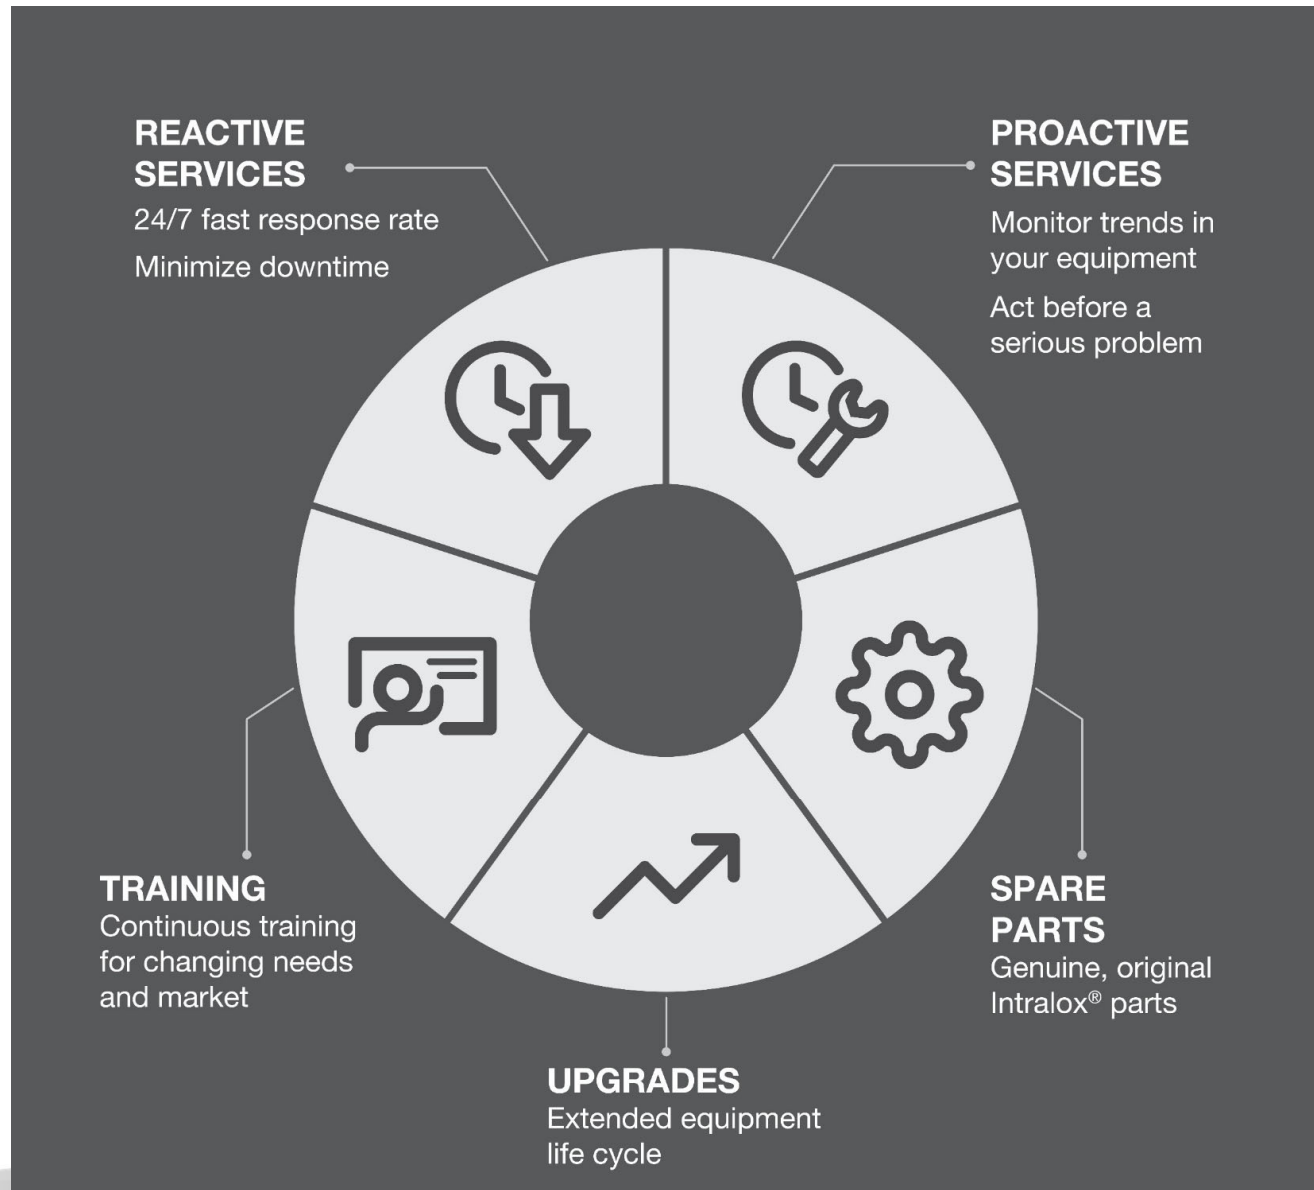 REACTIVE
SERVICES
24/7 fast response rate
Minimize downtime
PROACTIVE
SERVICES
Monitor trends in
your equipment
Act before a
serious problem
TRAINING
Continuous training
for changing needs
and market
SPARE
PARTS
Genuine, original
Intralox® parts
UPGRADES
Extended equipment
life cycle